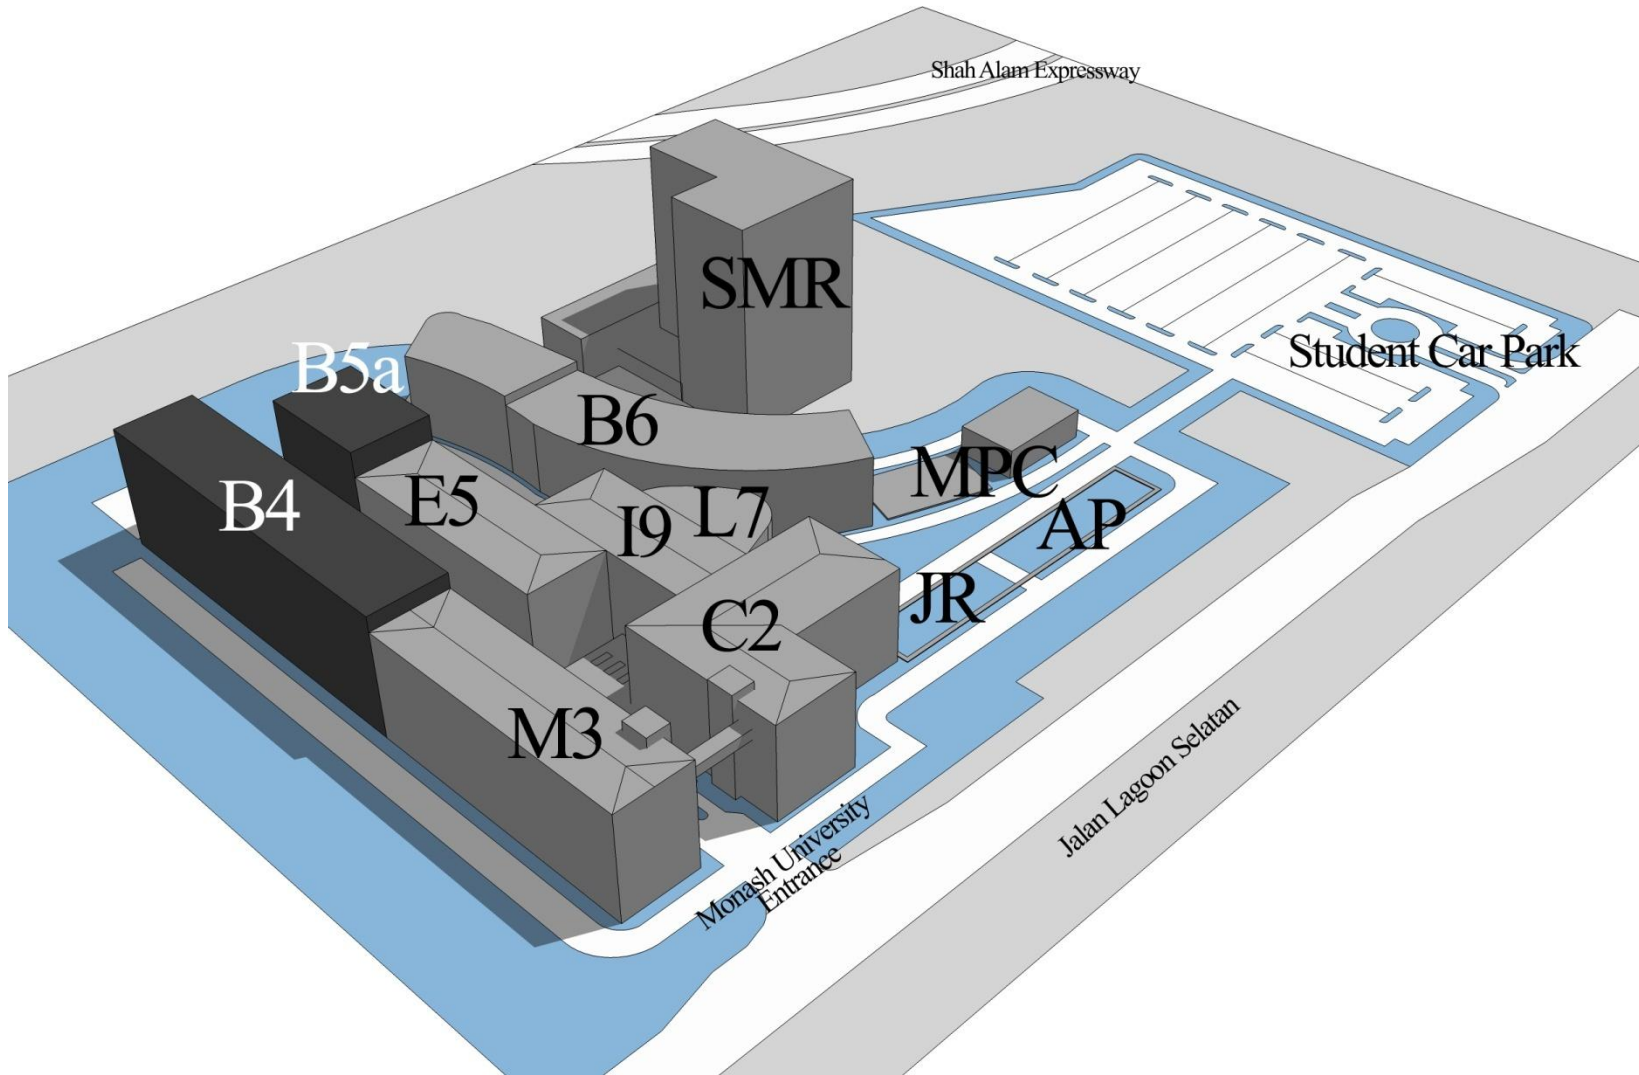 Shah Alam Expressway
SMR
Student Car Park
B5a
B6
MPC
B4
E5
I9
L7
AP
JR
C2
M3
Jalan Lagoon Selatan
Monash University
Entrance